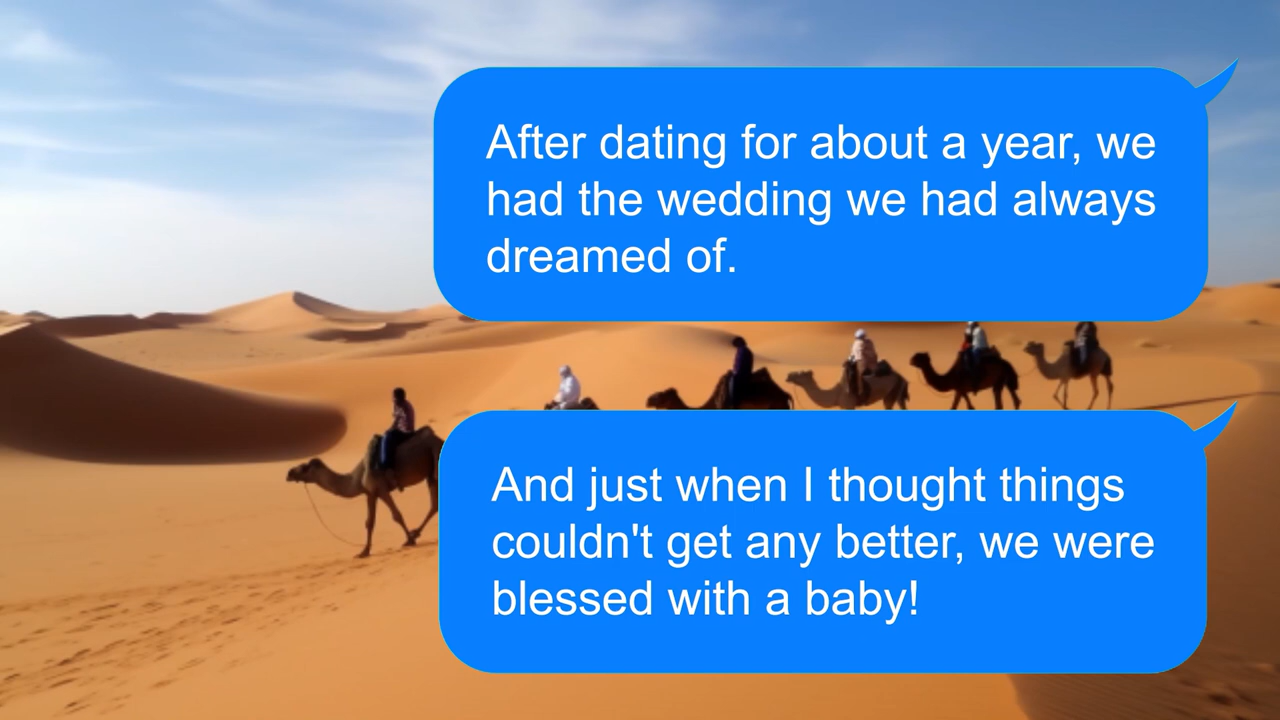 After dating for about a year, we
had the wedding we had always
dreamed of.
And just when I thought things
couldn't get any better, we were
blessed with a baby!